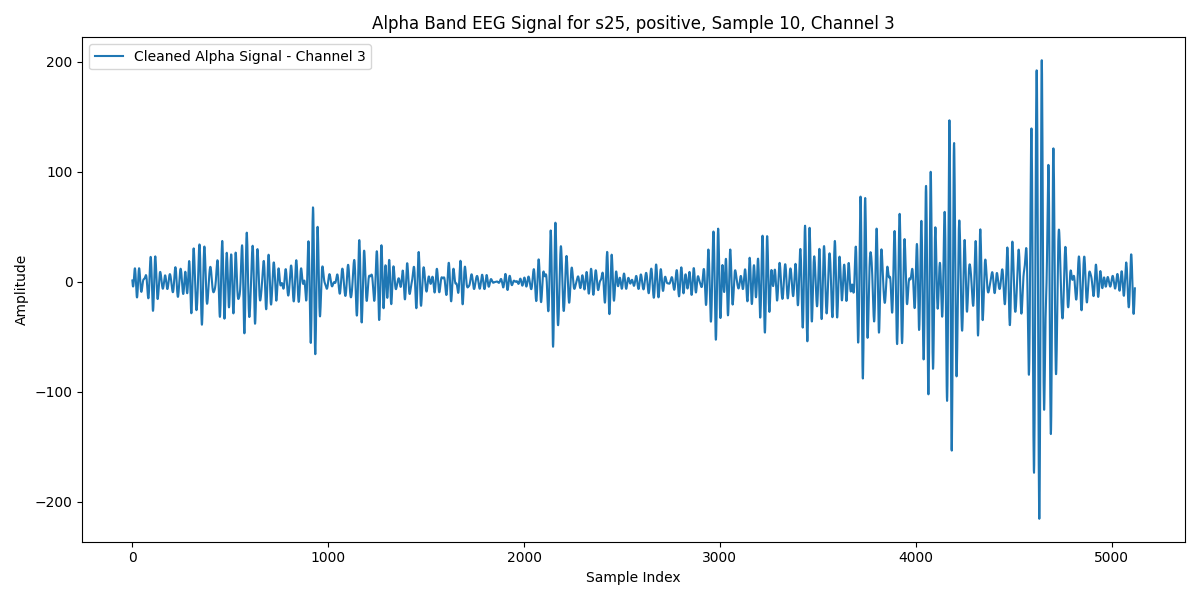 Alpha Band EEG Signal for s25, positive, Sample 10, Channel 3
Cleaned Alpha Signal - Channel 3
Amplitude
200
100
0
−100
−200
0 1000 2000 3000 4000 5000
Sample Index